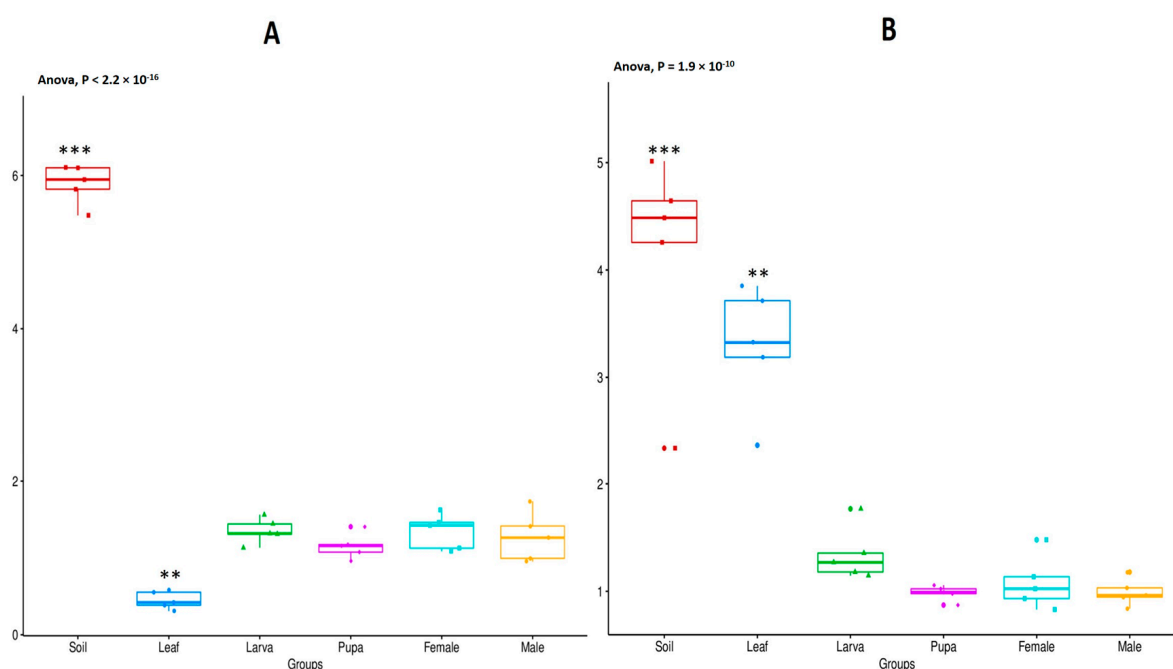 A
Anova, P < 2.2 × 10⁻¹⁶
6
4
2
0
***
**
Soil Leaf Larva Pupa Female Male
Groups
B
Anova, P = 1.9 × 10⁻¹⁰
5
4
3
2
1
***
**
Soil Leaf Larva Pupa Female Male
Groups